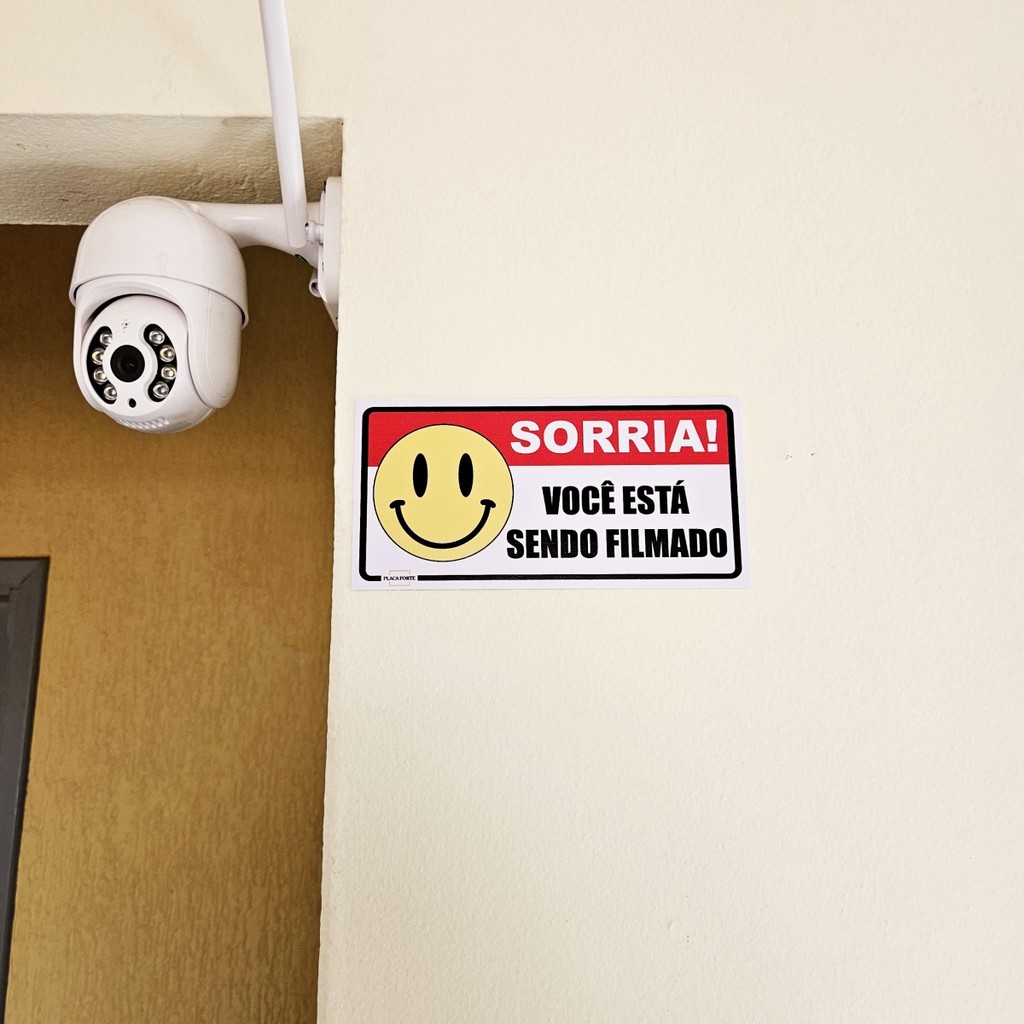 SORRIA!
VOCÊ ESTÁ
SENDO FILMADO
PLACA FORTE